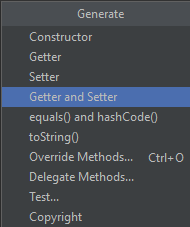 Generate
Constructor
Getter
Setter
Getter and Setter
equals() and hashCode()
toString()
Override Methods... Ctrl+O
Delegate Methods...
Test...
Copyright